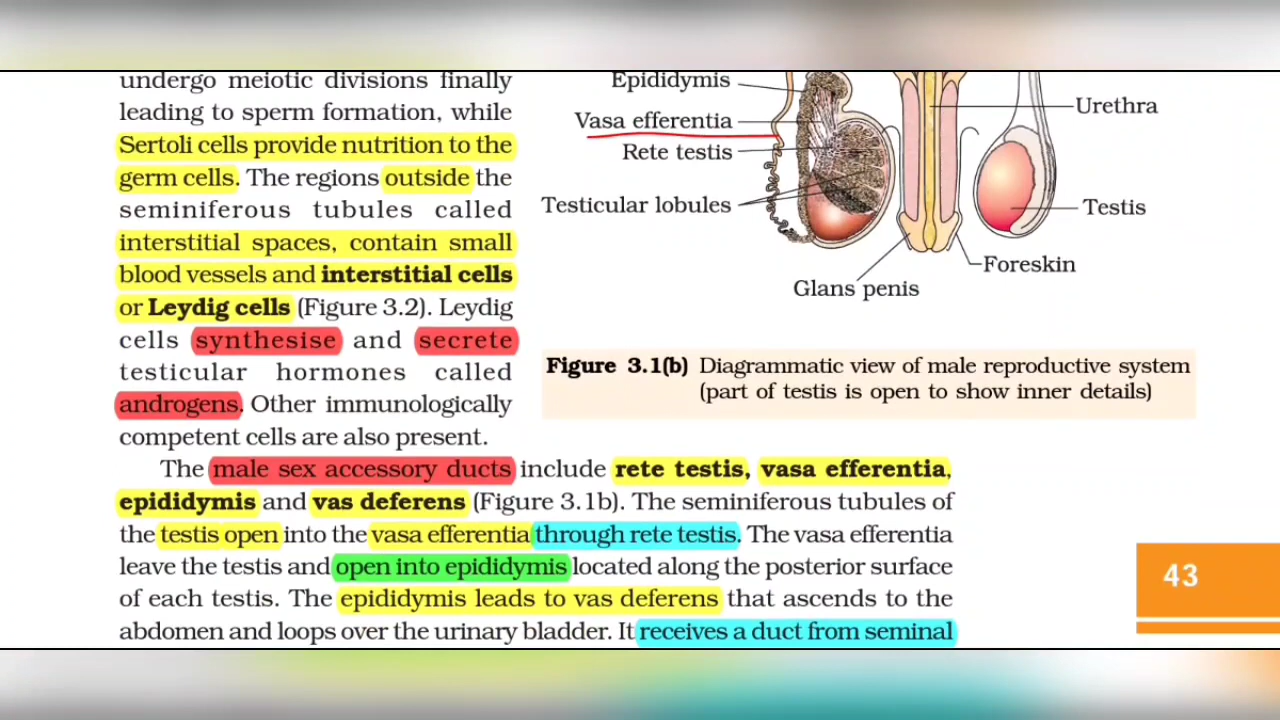 undergo meiotic divisions finally
leading to sperm formation, while
Sertoli cells provide nutrition to the
germ cells. The regions outside the
seminiferous tubules called
interstitial spaces, contain small
blood vessels and interstitial cells
or Leydig cells (Figure 3.2). Leydig
cells synthesise and secrete
testicular hormones called
androgens. Other immunologically
competent cells are also present.
Epididymis
Vasa efferentia
Rete testis
Testicular lobules
Urethra
Testis
Foreskin
Glans penis
Figure 3.1(b) Diagrammatic view of male reproductive system
(part of testis is open to show inner details)
The male sex accessory ducts include rete testis, vasa efferentia,
epididymis and vas deferens (Figure 3.1b). The seminiferous tubules of
the testis open into the vasa efferentia through rete testis. The vasa efferentia
leave the testis and open into epididymis located along the posterior surface
of each testis. The epididymis leads to vas deferens that ascends to the
abdomen and loops over the urinary bladder. It receives a duct from seminal
43